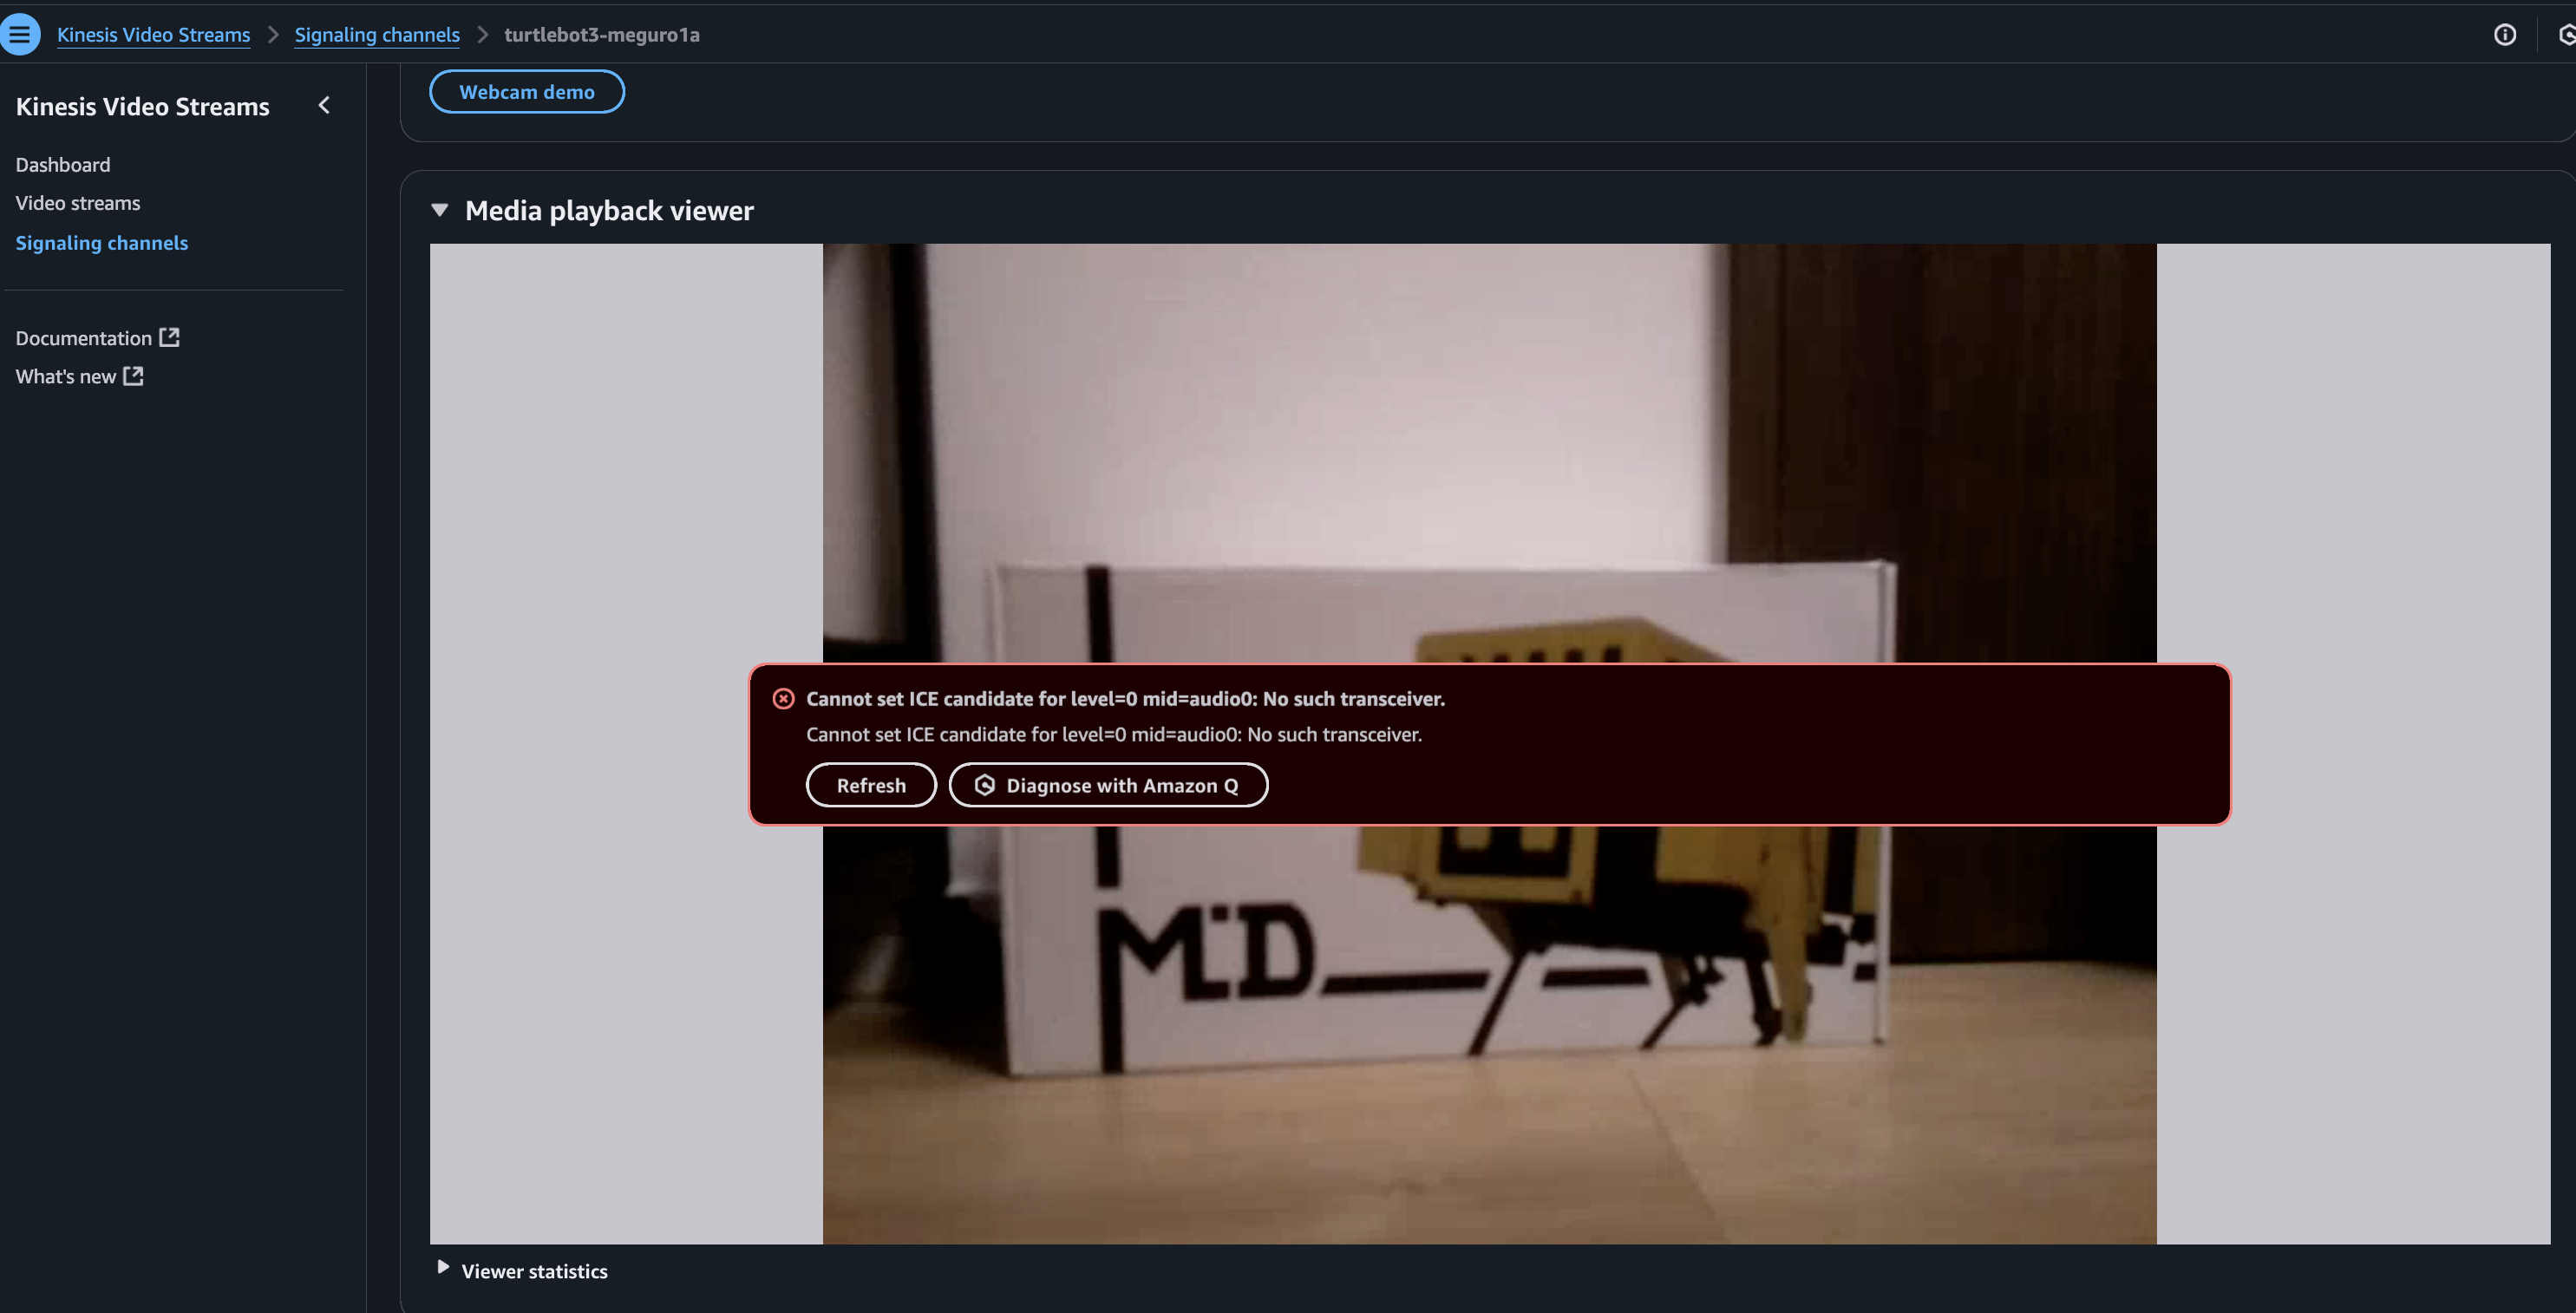 Kinesis Video Streams
Signaling channels
turtlebot3-meguro1a
Kinesis Video Streams
Dashboard
Video streams
Signaling channels
Documentation
What's new
Webcam demo
Media playback viewer
Cannot set ICE candidate for level=0 mid=audio0: No such transceiver.
Cannot set ICE candidate for level=0 mid=audio0: No such transceiver.
Refresh
Diagnose with Amazon Q
Viewer statistics